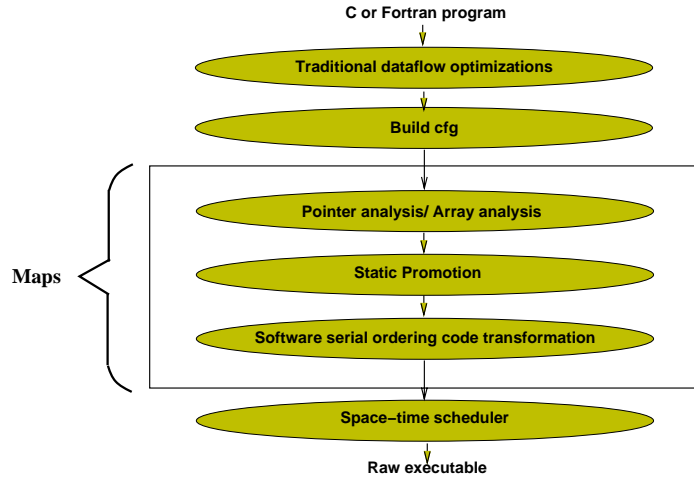 C or Fortran program
Traditional dataflow optimizations
Build cfg
Pointer analysis/ Array analysis
Maps
Static Promotion
Software serial ordering code transformation
Space−time scheduler
Raw executable